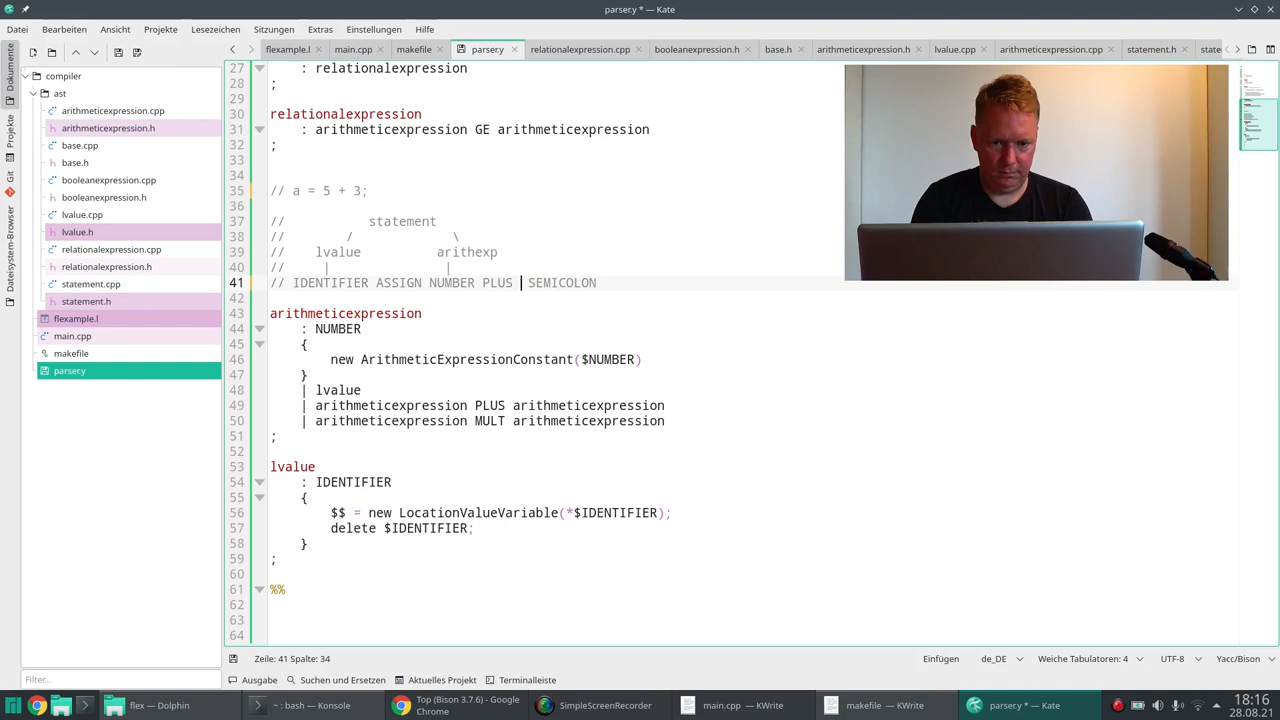 parser.y * — Kate
Datei Bearbeiten Ansicht Projekte Lesezeichen Sitzungen Extras Einstellungen Hilfe
flexample.l main.cpp makefile parser.y relationalexpression.cpp booleanexpression.h base.h arithmeticexpression.h lvalue.cpp arithmeticexpression.cpp statement.h state
Dokumente
Projekte
Git
Dateisystem-Browser
compiler
ast
arithmeticexpression.cpp
arithmeticexpression.h
base.cpp
base.h
booleanexpression.cpp
booleanexpression.h
lvalue.cpp
lvalue.h
relationalexpression.cpp
relationalexpression.h
statement.cpp
statement.h
flexample.l
main.cpp
makefile
parser.y
Filter...
27 : relationalexpression
28 ;
29
30 relationalexpression
31 : arithmeticexpression GE arithmeticexpression
32 ;
33
34
35 // a = 5 + 3;
36
37 // statement
38 // / \
39 // lvalue arithexp
40 // | |
41 // IDENTIFIER ASSIGN NUMBER PLUS SEMICOLON
42
43 arithmeticexpression
44 : NUMBER
45 {
46 new ArithmeticExpressionConstant($NUMBER)
47 }
48 | lvalue
49 | arithmeticexpression PLUS arithmeticexpression
50 | arithmeticexpression MULT arithmeticexpression
51 ;
52
53 lvalue
54 : IDENTIFIER
55 {
56 $$ = new LocationValueVariable(*$IDENTIFIER);
57 delete $IDENTIFIER;
58 }
59 ;
60
61 %%
62
63
64
Zeile: 41 Spalte: 34 Einfügen de_DE Weiche Tabulatoren: 4 UTF-8 Yacc/Bison
Ausgabe Suchen und Ersetzen Aktuelles Projekt Terminalleiste
flex — Dolphin ~ : bash — Konsole Top (Bison 3.7.6) - Google Chrome SimpleScreenRecorder main.cpp — KWrite makefile — KWrite parser.y * — Kate 18:16
28.08.21